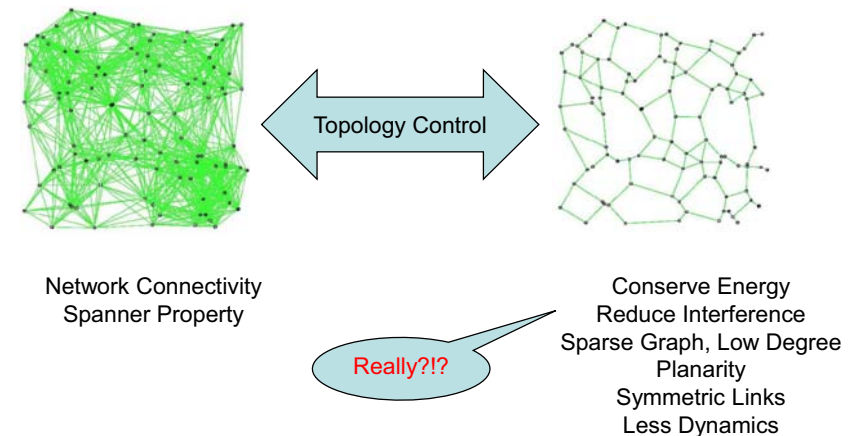 Topology Control
Network Connectivity
Spanner Property
Conserve Energy
Reduce Interference
Sparse Graph, Low Degree
Planarity
Symmetric Links
Less Dynamics
Really?!?